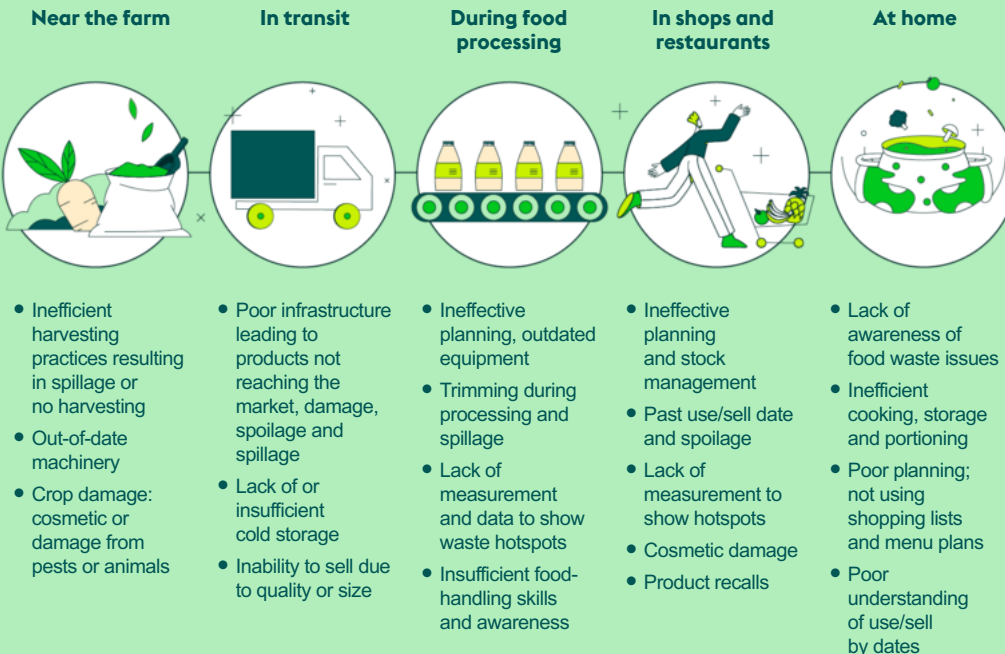 Near the farm
In transit
During food
processing
In shops and
restaurants
At home
• Inefficient
harvesting
practices resulting
in spillage or
no harvesting
• Out-of-date
machinery
• Crop damage:
cosmetic or
damage from
pests or animals
• Poor infrastructure
leading to
products not
reaching the
market, damage,
spoilage and
spillage
• Lack of or
insufficient
cold storage
• Inability to sell due
to quality or size
• Ineffective
planning, outdated
equipment
• Trimming during
processing and
spillage
• Lack of
measurement
and data to show
waste hotspots
• Insufficient food-
handling skills
and awareness
• Ineffective
planning
and stock
management
• Past use/sell date
and spoilage
• Lack of
measurement to
show hotspots
• Cosmetic damage
• Product recalls
• Lack of
awareness of
food waste issues
• Inefficient
cooking, storage
and portioning
• Poor planning;
not using
shopping lists
and menu plans
• Poor
understanding
of use/sell
by dates